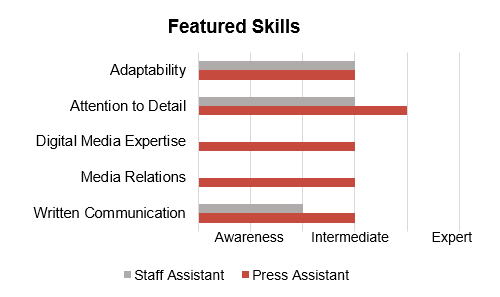 Featured Skills
Adaptability
Attention to Detail
Digital Media Expertise
Media Relations
Written Communication
Awareness Intermediate Expert
Staff Assistant Press Assistant